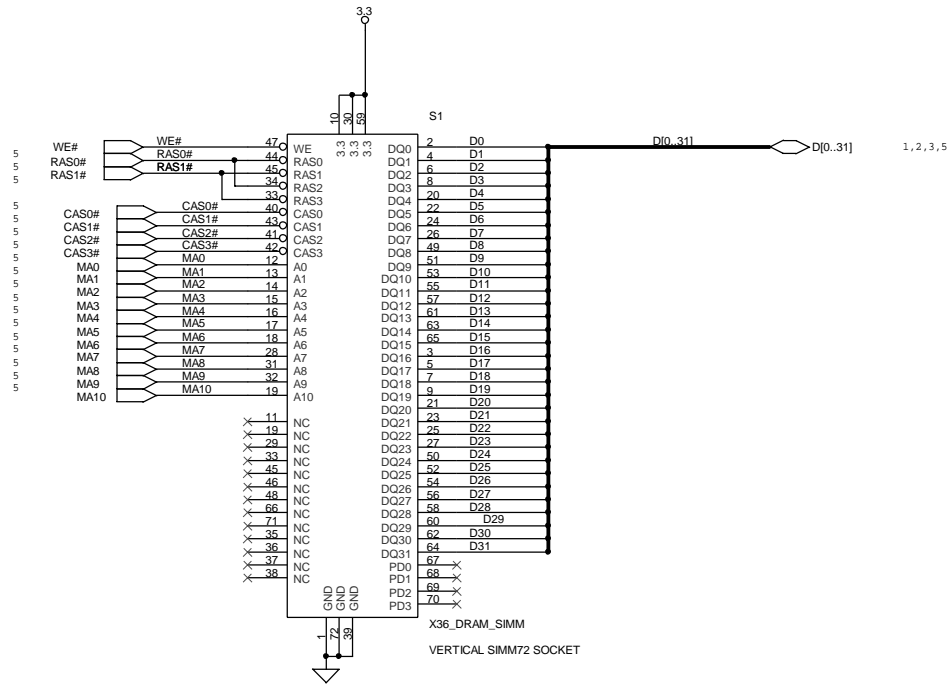 3.3
S1
10 30 59
3.3 3.3 3.3
WE# WE# 47 WE DQ0 2 D0 D[0..31] D[0..31] 1,2,3,5
5 RAS0# RAS0# 44 RAS0 DQ1 4 D1
5 RAS1# RAS1# 45 RAS1 DQ2 6 D2
5 34 RAS2 DQ3 8 D3
33 RAS3 DQ4 20 D4
5 CAS0# CAS0# 40 CAS0 DQ5 22 D5
5 CAS1# CAS1# 43 CAS1 DQ6 24 D6
5 CAS2# CAS2# 41 CAS2 DQ7 26 D7
5 CAS3# CAS3# 42 CAS3 DQ8 49 D8
5 MA0 MA0 12 A0 DQ9 51 D9
5 MA1 MA1 13 A1 DQ10 53 D10
5 MA2 MA2 14 A2 DQ11 55 D11
5 MA3 MA3 15 A3 DQ12 57 D12
5 MA4 MA4 16 A4 DQ13 61 D13
5 MA5 MA5 17 A5 DQ14 63 D14
5 MA6 MA6 18 A6 DQ15 65 D15
5 MA7 MA7 28 A7 DQ16 3 D16
5 MA8 MA8 31 A8 DQ17 5 D17
5 MA9 MA9 32 A9 DQ18 7 D18
5 MA10 MA10 19 A10 DQ19 9 D19
DQ20 21 D20
11 NC DQ21 23 D21
19 NC DQ22 25 D22
29 NC DQ23 27 D23
33 NC DQ24 50 D24
45 NC DQ25 52 D25
46 NC DQ26 54 D26
48 NC DQ27 56 D27
66 NC DQ28 58 D28
71 NC DQ29 60 D29
35 NC DQ30 62 D30
36 NC DQ31 64 D31
37 NC PD0 67
38 NC PD1 68
PD2 69
PD3 70
GND GND GND
1 72 39
X36_DRAM_SIMM
VERTICAL SIMM72 SOCKET